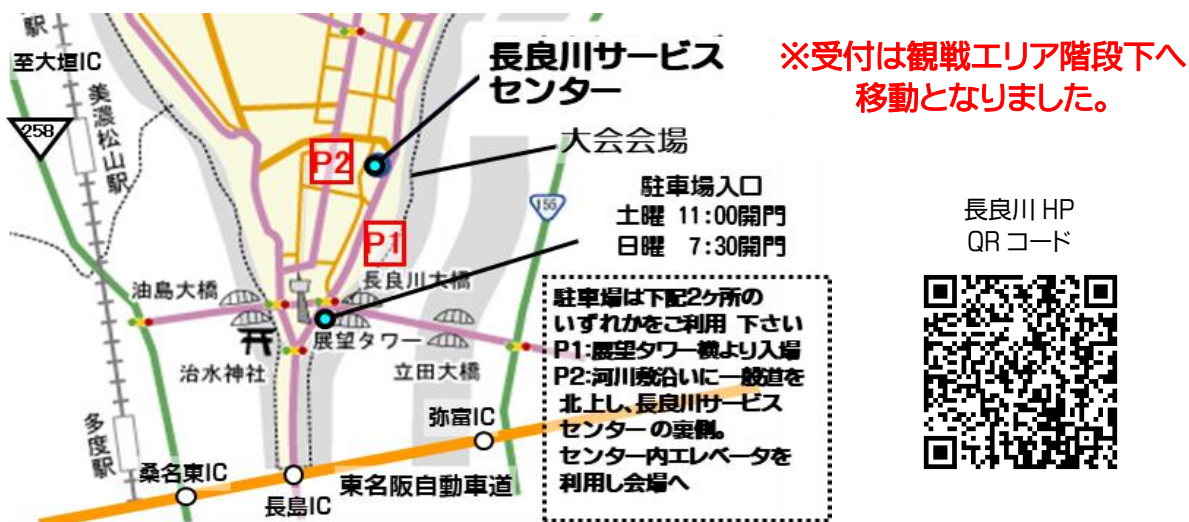 駅
至大垣IC
258
美濃松山駅
長良川サービス
センター
※受付は観戦エリア階段下へ
移動となりました。
大会会場
P2
駐車場入口
土曜 11:00開門
日曜 7:30開門
155
P1
長良川大橋
油島大橋
展望タワー
治水神社
立田大橋
駐車場は下記2ヶ所の
いずれかをご利用 下さい
P1:展望タワー横より入場
P2:河川敷沿いに一般道を
北上し、長良川サービス
センターの裏側。
センター内エレベータを
利用し会場へ
弥富IC
多度駅
桑名東IC
東名阪自動車道
長島IC
長良川 HP
QR コード